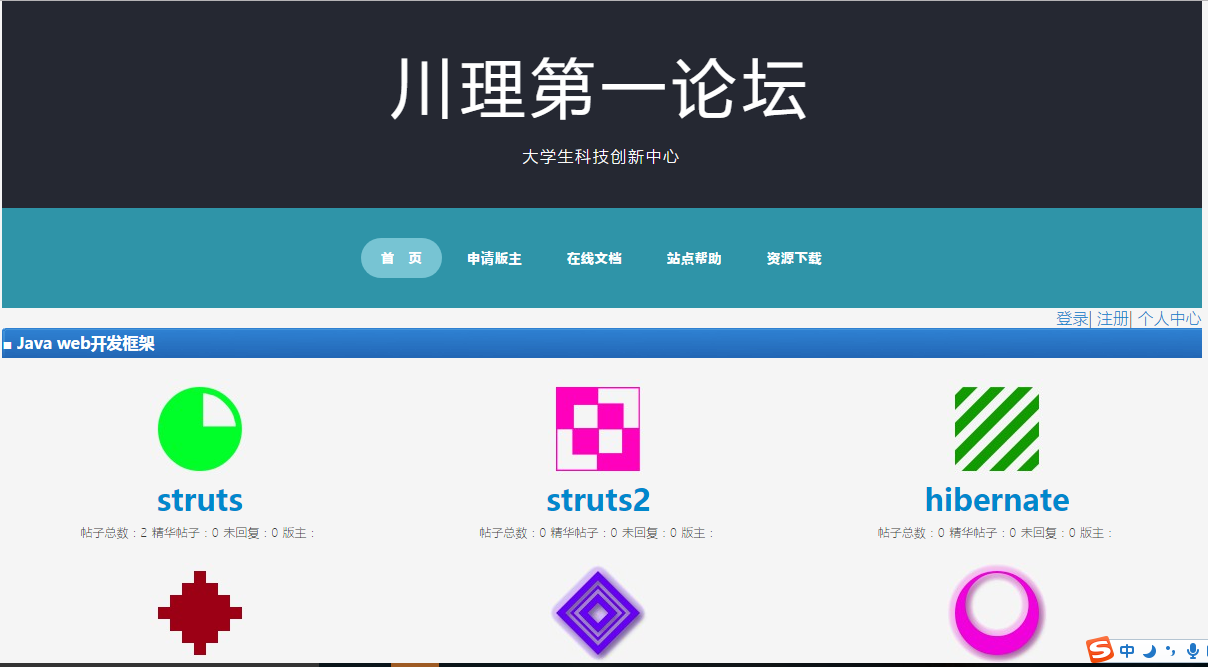 川理第一论坛
大学生科技创新中心
首 页 申请版主 在线文档 站点帮助 资源下载
登录| 注册| 个人中心
■ Java web开发框架
struts struts2 hibernate
帖子总数：2 精华帖子：0 未回复：0 版主： 帖子总数：0 精华帖子：0 未回复：0 版主： 帖子总数：0 精华帖子：0 未回复：0 版主：
S 中